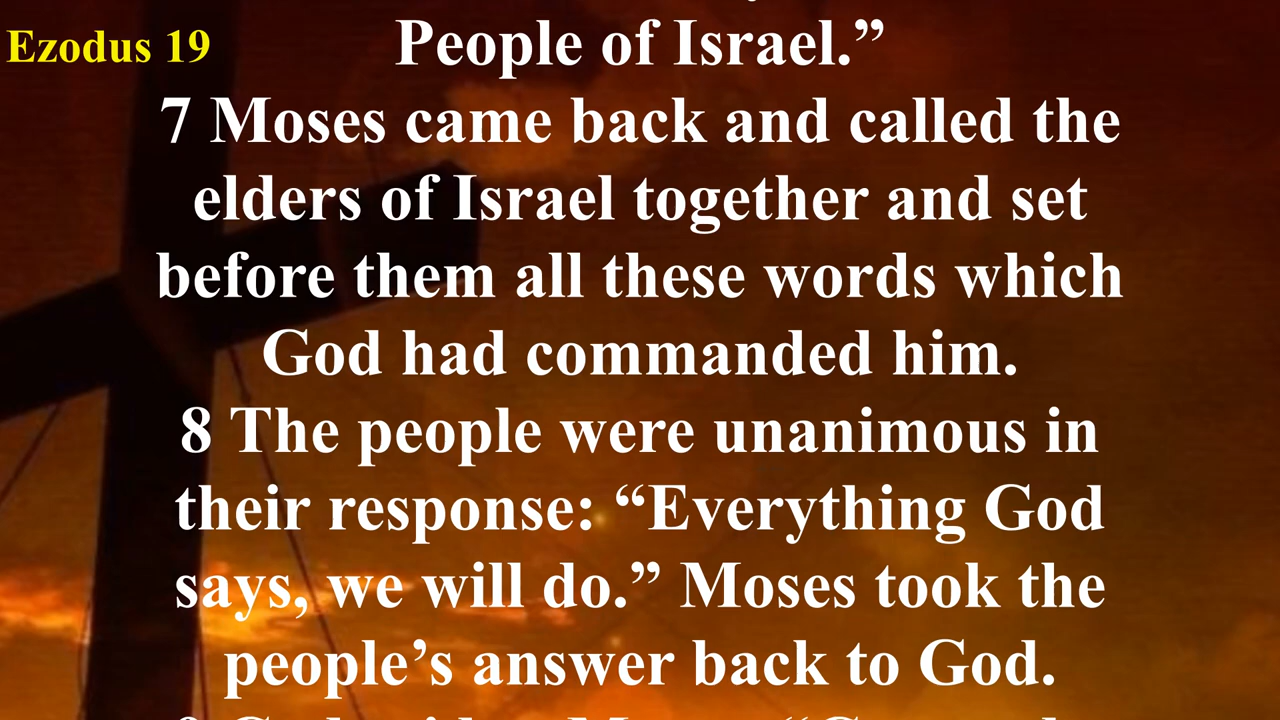 Ezodus 19
People of Israel.”
7 Moses came back and called the
elders of Israel together and set
before them all these words which
God had commanded him.
8 The people were unanimous in
their response: “Everything God
says, we will do.” Moses took the
people’s answer back to God.